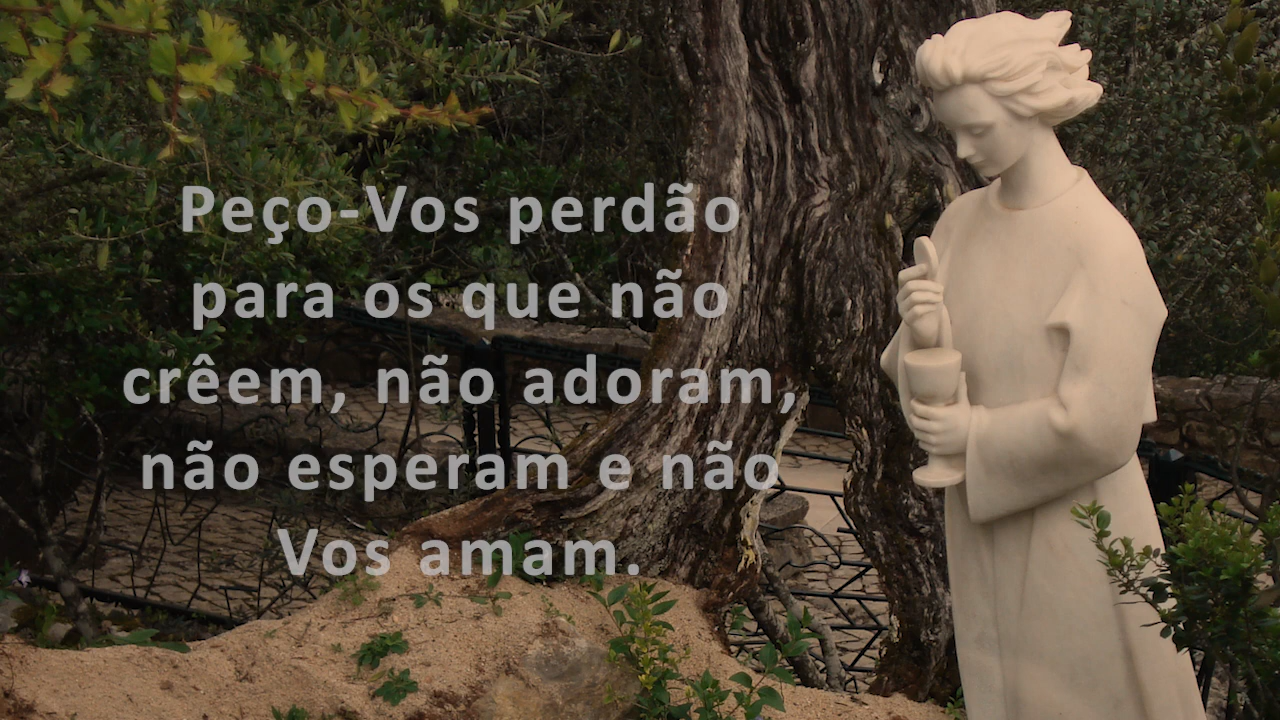 Peço-Vos perdão
para os que não
crêem, não adoram,
não esperam e não
Vos amam.